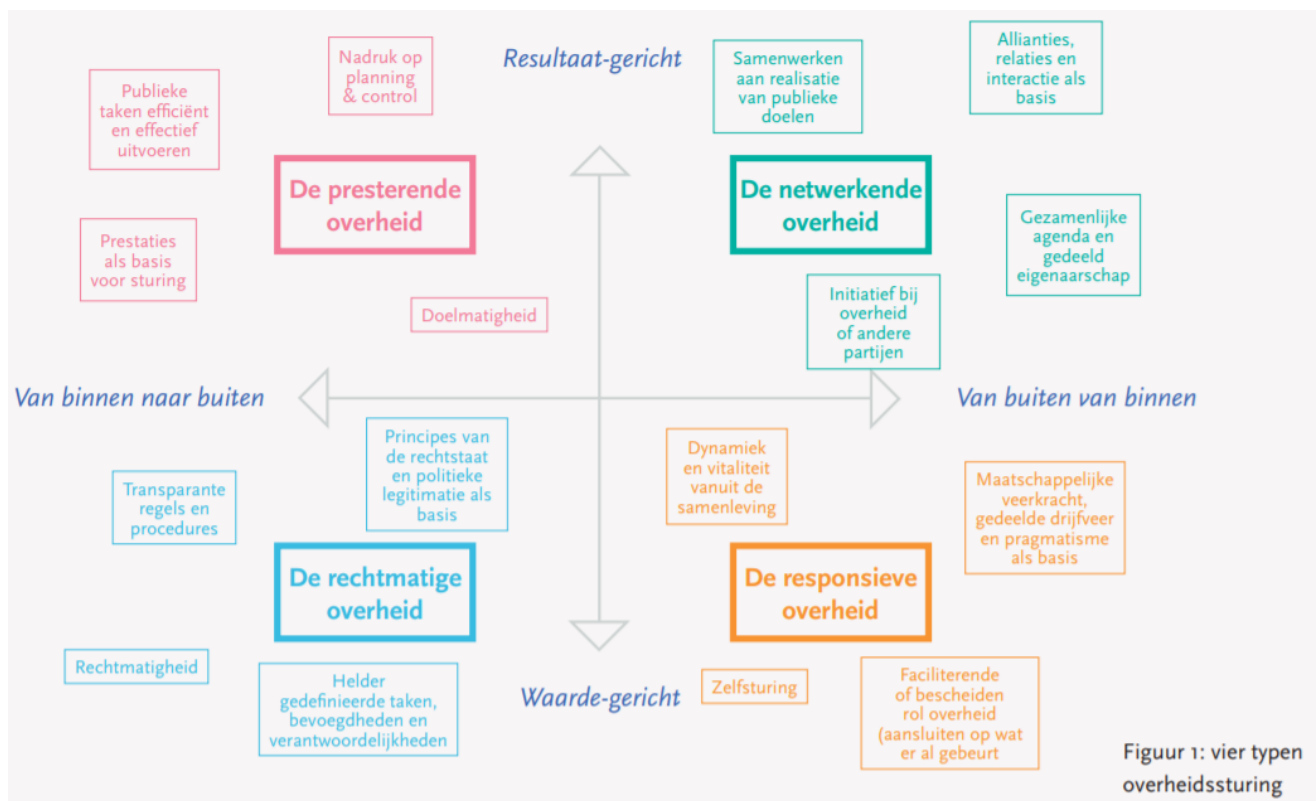 Resultaat-gericht
Nadruk op
planning
& control
Publieke
taken efficiënt
en effectief
uitvoeren
De presterende
overheid
Prestaties
als basis
voor sturing
Doelmatigheid
Samenwerken
aan realisatie
van publieke
doelen
Allianties,
relaties en
interactie als
basis
De netwerkende
overheid
Gezamenlijke
agenda en
gedeeld
eigenaarschap
Initiatief bij
overheid
of andere
partijen
Van binnen naar buiten
Van buiten van binnen
Principes van
de rechtstaat
en politieke
legitimatie als
basis
Transparante
regels en
procedures
De rechtmatige
overheid
Rechtmatigheid
Helder
gedefinieerde taken,
bevoegdheden en
verantwoordelijkheden
Dynamiek
en vitaliteit
vanuit de
samenleving
Maatschappelijke
veerkracht,
gedeelde drijfveer
en pragmatisme
als basis
De responsieve
overheid
Zelfsturing
Faciliterende
of bescheiden
rol overheid
(aansluiten op wat
er al gebeurt
Waarde-gericht
Figuur 1: vier typen
overheidssturing